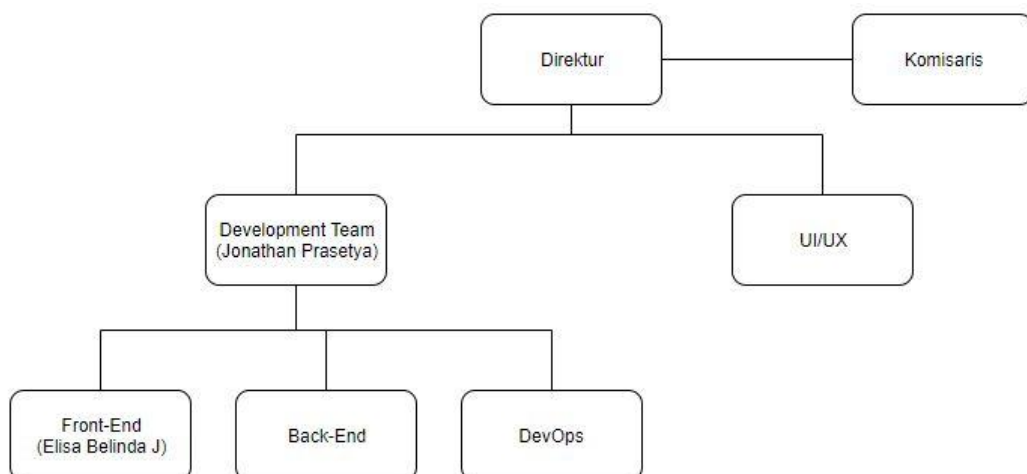 Direktur
Komisaris
Development Team
(Jonathan Prasetya)
UI/UX
Front-End
(Elisa Belinda J)
Back-End
DevOps